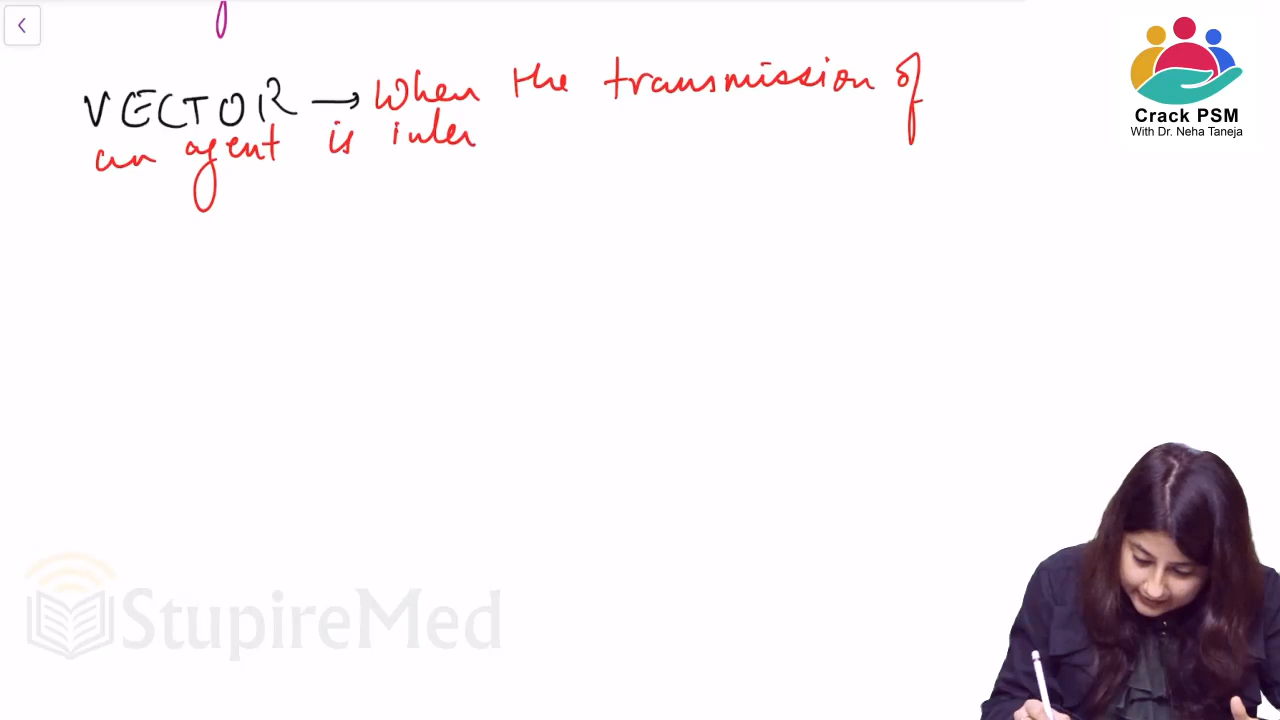 VECTOR → When the transmission of
an agent is inter
Crack PSM
With Dr. Neha Taneja
StupireMed